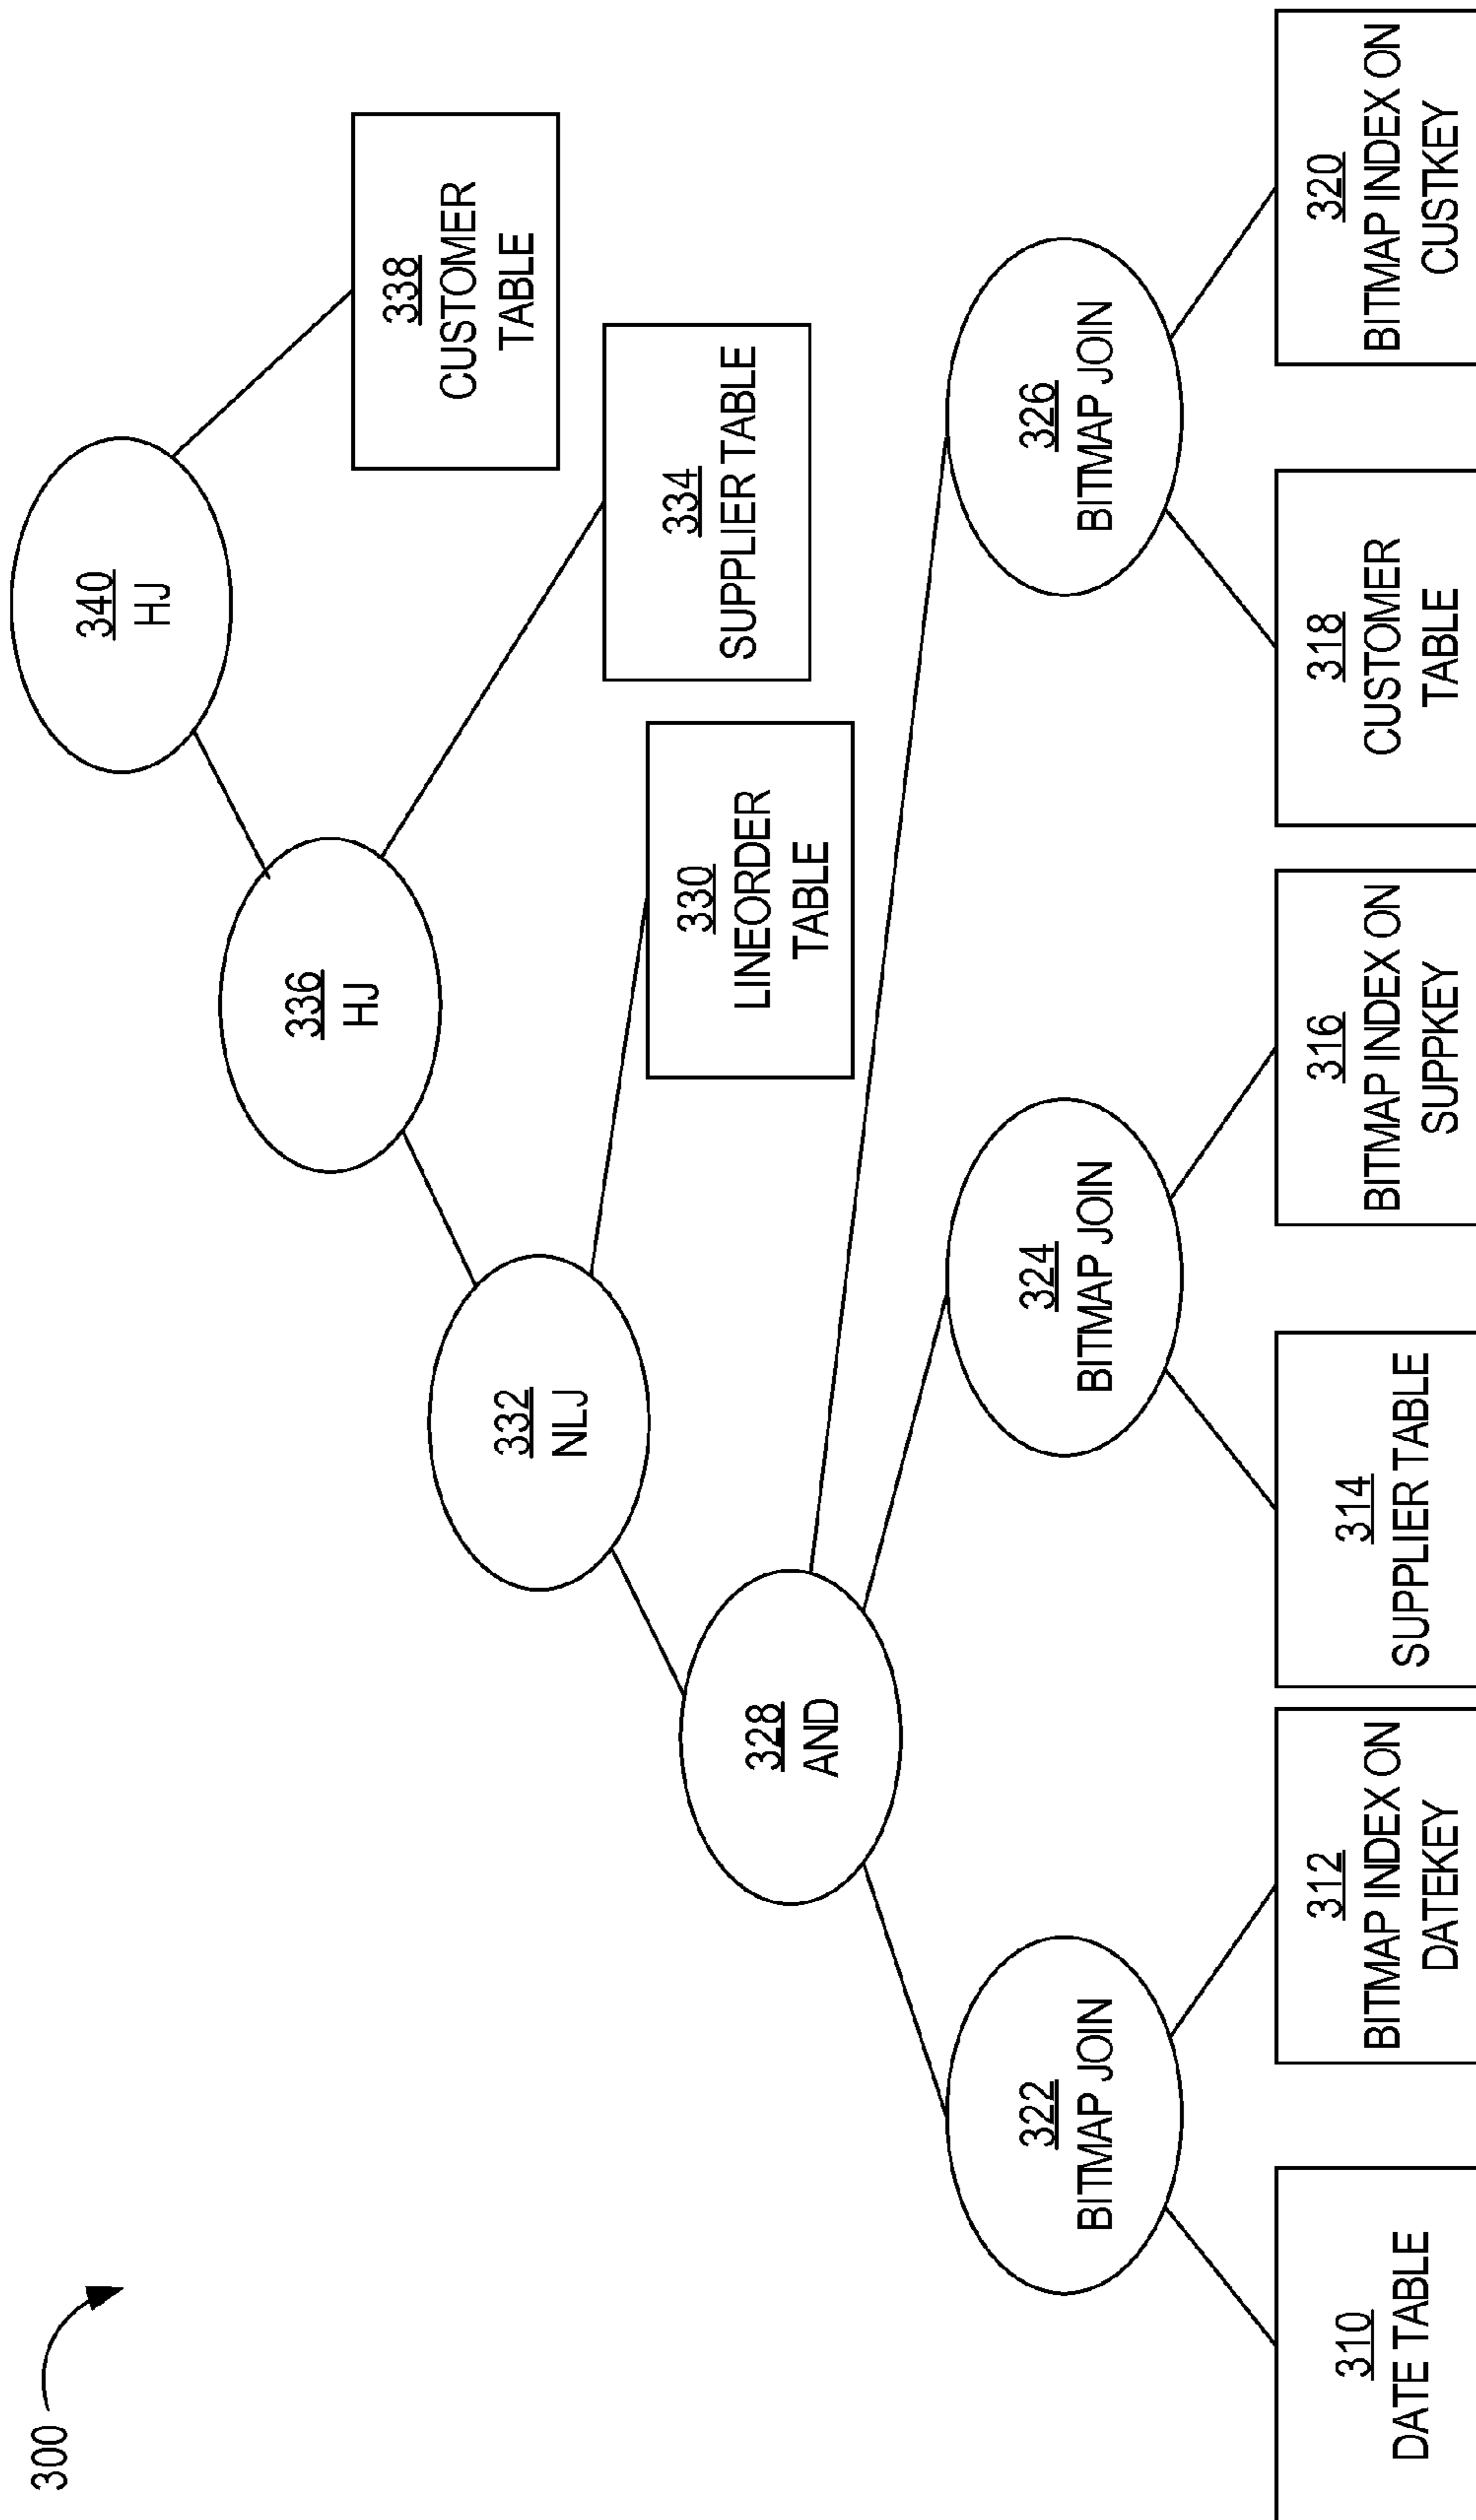 300
340
HJ
336
HJ
338
CUSTOMER
TABLE
332
NLJ
334
SUPPLIER TABLE
330
LINEORDER
TABLE
328
AND
322
BITMAP JOIN
324
BITMAP JOIN
326
BITMAP JOIN
310
DATE TABLE
312
BITMAP INDEX ON
DATEKEY
314
SUPPLIER TABLE
316
BITMAP INDEX ON
SUPPKEY
318
CUSTOMER
TABLE
320
BITMAP INDEX ON
CUSTKEY